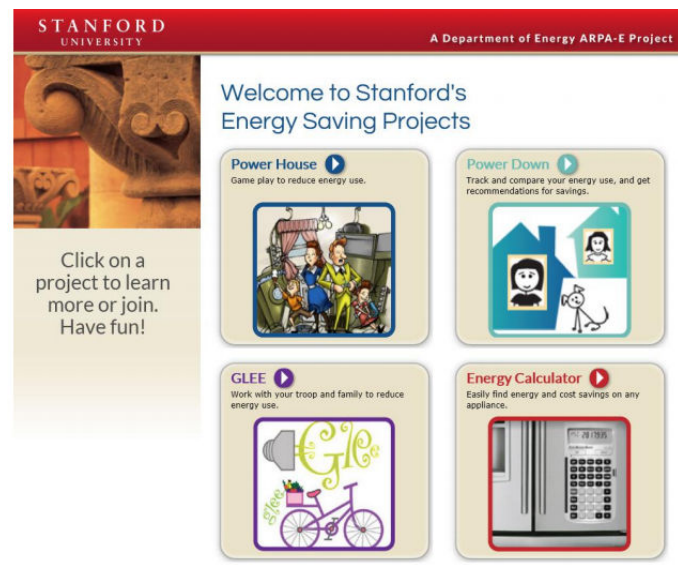 STANFORD
UNIVERSITY
A Department of Energy ARPA-E Project
Welcome to Stanford's
Energy Saving Projects
Click on a
project to learn
more or join.
Have fun!
Power House
Game play to reduce energy use.
Power Down
Track and compare your energy use, and get
recommendations for savings.
GLEE
Work with your troop and family to reduce
energy use.
Glee
glee
Energy Calculator
Easily find energy and cost savings on any
appliance.